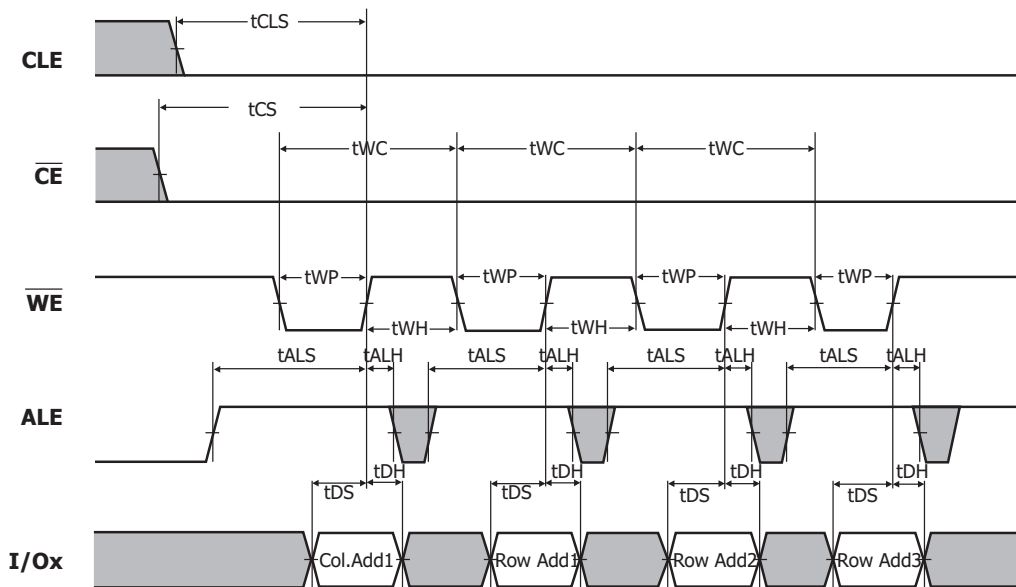 tCLS
CLE
tCS
tWC tWC tWC
CE
tWP tWP tWP tWP
WE
tWH tWH tWH
tALS tALH tALS tALH tALS tALH tALS tALH
ALE
tDH tDH tDH tDH
tDS tDS tDS tDS
I/Ox Col.Add1 Row Add1 Row Add2 Row Add3